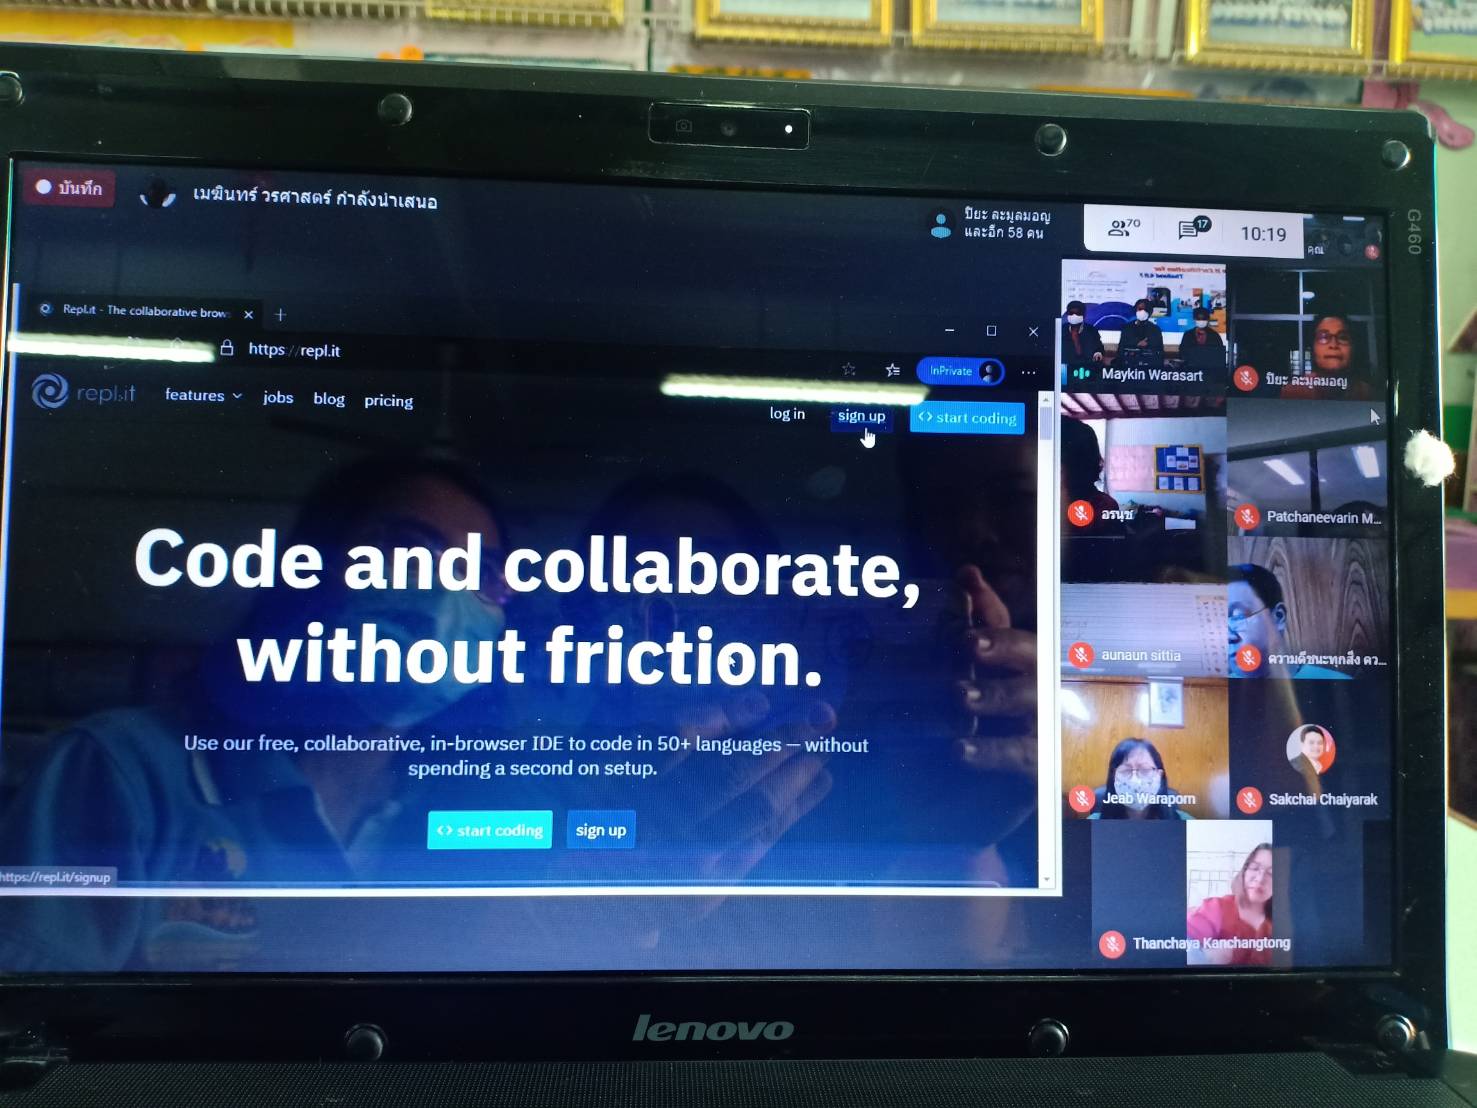 บันทึก
เมฆินทร์ วรศาสตร์ กำลังนำเสนอ
ปิยะ ละมูลมอญ
และอีก 58 คน
70
17
10:19
คุณ
G460
Repl.it - The collaborative brow
https://repl.it
InPrivate
repl.it
features
jobs
blog
pricing
log in
sign up
<> start coding
Code and collaborate,
without friction.
Use our free, collaborative, in-browser IDE to code in 50+ languages — without
spending a second on setup.
<> start coding
sign up
https://repl.it/signup
Maykin Warasart
ปิยะ ละมูลมอญ
อรนุช
Patchaneevarin M...
aunaun sittia
ความดีชนะทุกสิ่ง คว...
Jeab Waraporn
Sakchai Chaiyarak
Thanchaya Kanchangtong
lenovo